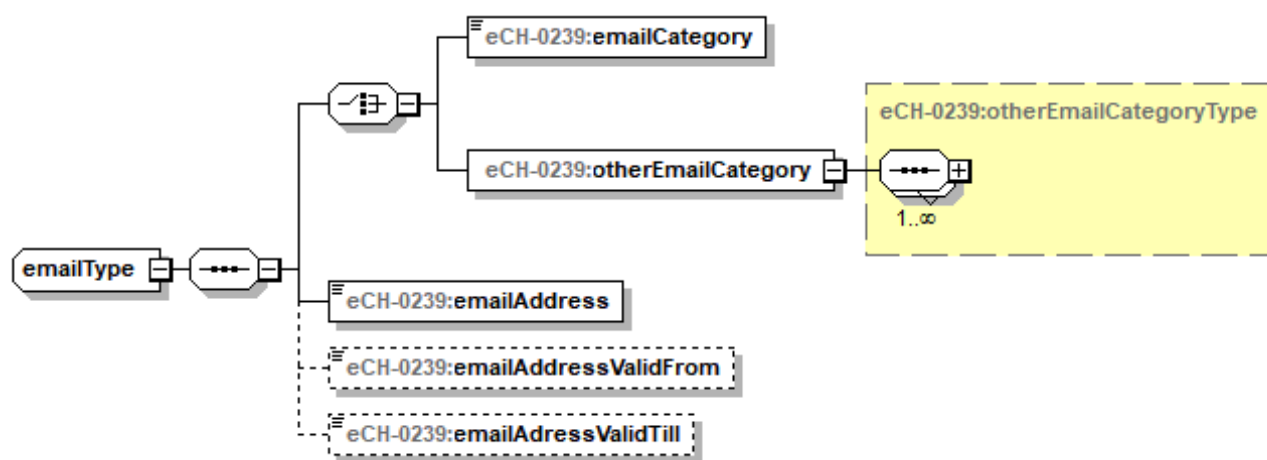 eCH-0239:emailCategory
eCH-0239:otherEmailCategoryType
eCH-0239:otherEmailCategory
1..∞
emailType
eCH-0239:emailAddress
eCH-0239:emailAddressValidFrom
eCH-0239:emailAdressValidTill